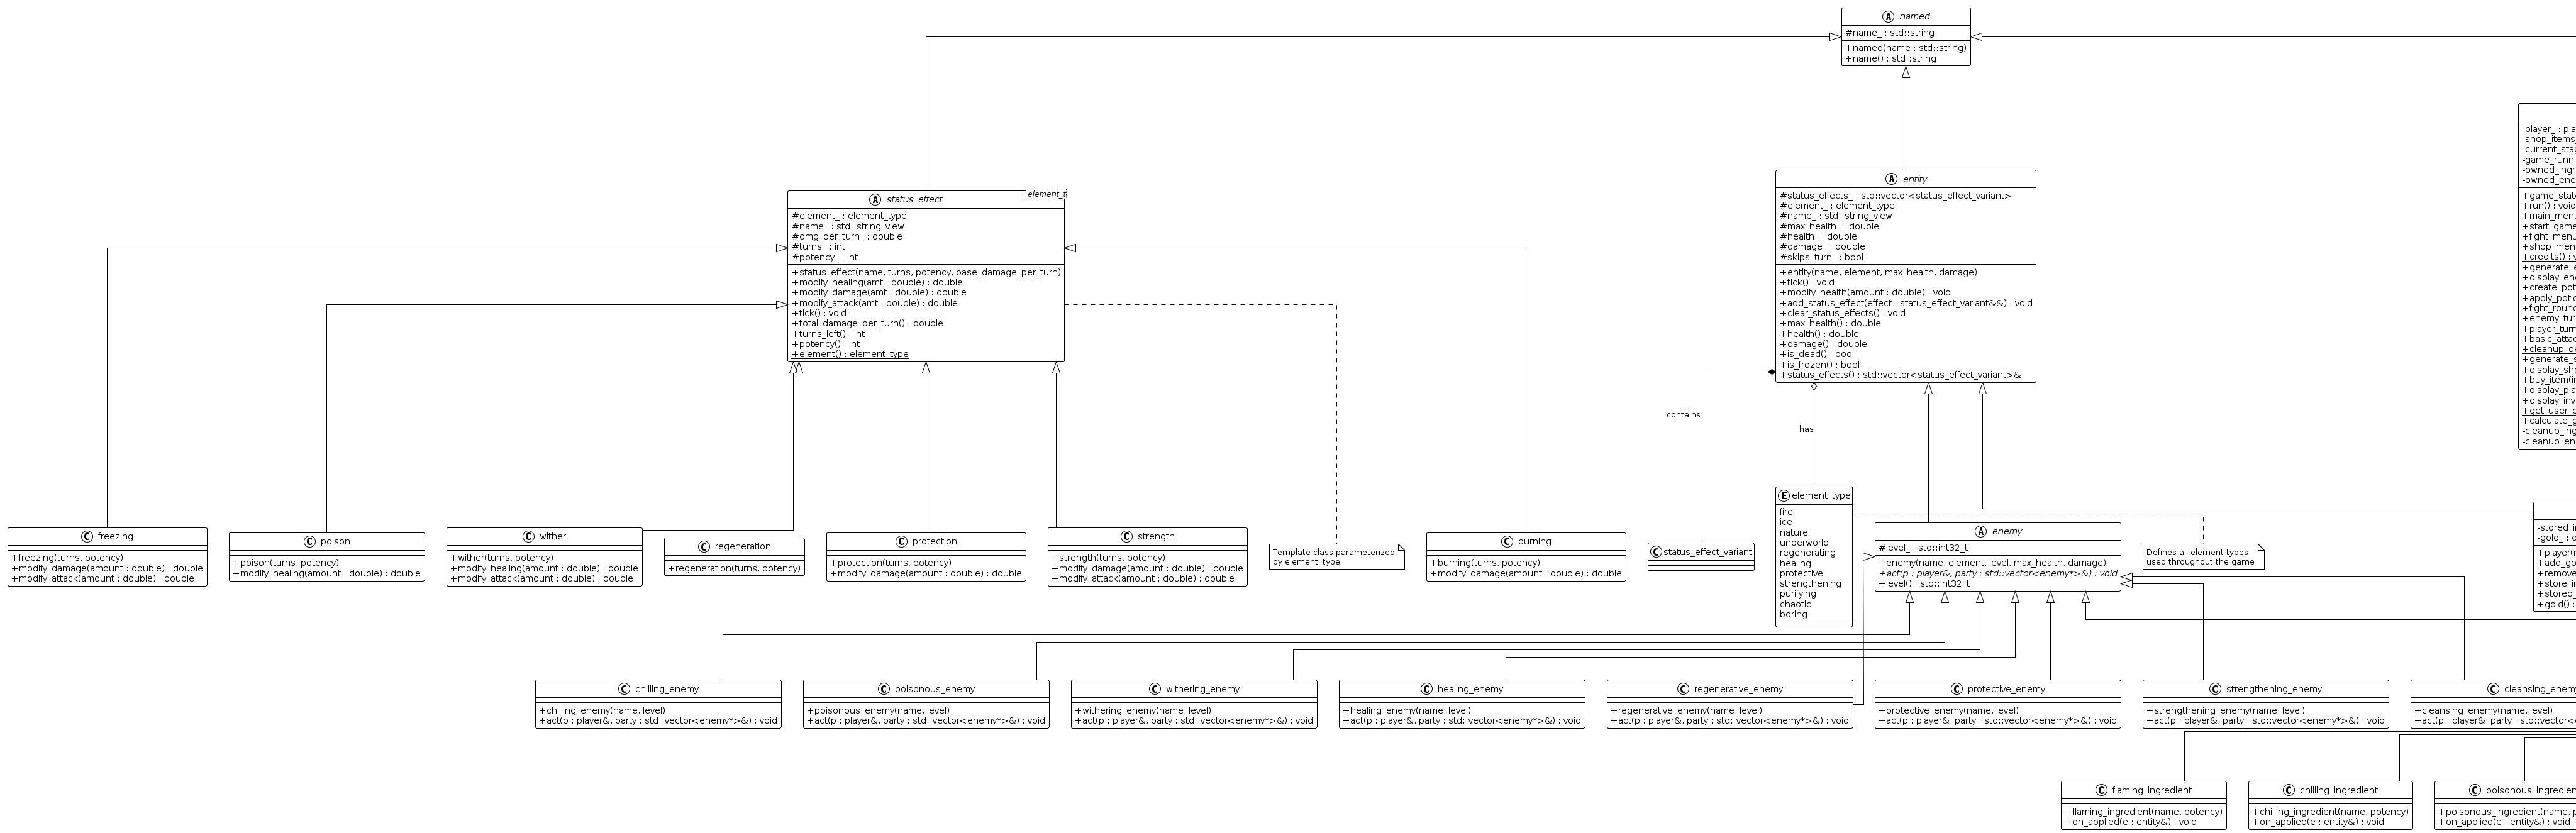 A named
#name_ : std::string
+named(name : std::string)
+name() : std::string
-player_ : pla
-shop_items
-current_stag
-game_runni
-owned_ingr
-owned_ene
+game_stat
+run() : void
+main_menu
+start_game
+fight_menu
+shop_men
+credits() : v
+generate_e
+display_en
+create_pot
+apply_poti
+fight_roun
+enemy_tur
+player_turn
+basic_attac
+cleanup_de
+generate_s
+display_sho
+buy_item(in
+display_pla
+display_inv
+get_user_c
+calculate_g
-cleanup_ing
-cleanup_en
A entity
#status_effects_ : std::vector<status_effect_variant>
#element_ : element_type
#name_ : std::string_view
#max_health_ : double
#health_ : double
#damage_ : double
#skips_turn_ : bool
+entity(name, element, max_health, damage)
+tick() : void
+modify_health(amount : double) : void
+add_status_effect(effect : status_effect_variant&&) : void
+clear_status_effects() : void
+max_health() : double
+health() : double
+damage() : double
+is_dead() : bool
+is_frozen() : bool
+status_effects() : std::vector<status_effect_variant>&
element_t
A status_effect
#element_ : element_type
#name_ : std::string_view
#dmg_per_turn_ : double
#turns_ : int
#potency_ : int
+status_effect(name, turns, potency, base_damage_per_turn)
+modify_healing(amt : double) : double
+modify_damage(amt : double) : double
+modify_attack(amt : double) : double
+tick() : void
+total_damage_per_turn() : double
+turns_left() : int
+potency() : int
+element() : element_type
contains
has
C freezing
+freezing(turns, potency)
+modify_damage(amount : double) : double
+modify_attack(amount : double) : double
C poison
+poison(turns, potency)
+modify_healing(amount : double) : double
C wither
+wither(turns, potency)
+modify_healing(amount : double) : double
+modify_attack(amount : double) : double
C regeneration
+regeneration(turns, potency)
C protection
+protection(turns, potency)
+modify_damage(amount : double) : double
C strength
+strength(turns, potency)
+modify_damage(amount : double) : double
+modify_attack(amount : double) : double
Template class parameterized
by element_type
C burning
+burning(turns, potency)
+modify_damage(amount : double) : double
C status_effect_variant
E element_type
fire
ice
nature
underworld
regenerating
healing
protective
strengthening
purifying
chaotic
boring
A enemy
#level_ : std::int32_t
+enemy(name, element, level, max_health, damage)
+act(p : player&, party : std::vector<enemy*>&) : void
+level() : std::int32_t
Defines all element types
used throughout the game
-stored_in
-gold_ : d
+player(n
+add_go
+remove
+store_in
+stored_
+gold() :
C chilling_enemy
+chilling_enemy(name, level)
+act(p : player&, party : std::vector<enemy*>&) : void
C poisonous_enemy
+poisonous_enemy(name, level)
+act(p : player&, party : std::vector<enemy*>&) : void
C withering_enemy
+withering_enemy(name, level)
+act(p : player&, party : std::vector<enemy*>&) : void
C healing_enemy
+healing_enemy(name, level)
+act(p : player&, party : std::vector<enemy*>&) : void
C regenerative_enemy
+regenerative_enemy(name, level)
+act(p : player&, party : std::vector<enemy*>&) : void
C protective_enemy
+protective_enemy(name, level)
+act(p : player&, party : std::vector<enemy*>&) : void
C strengthening_enemy
+strengthening_enemy(name, level)
+act(p : player&, party : std::vector<enemy*>&) : void
C cleansing_enemy
+cleansing_enemy(name, level)
+act(p : player&, party : std::vector<e
C flaming_ingredient
+flaming_ingredient(name, potency)
+on_applied(e : entity&) : void
C chilling_ingredient
+chilling_ingredient(name, potency)
+on_applied(e : entity&) : void
C poisonous_ingredien
+poisonous_ingredient(name, p
+on_applied(e : entity&) : void